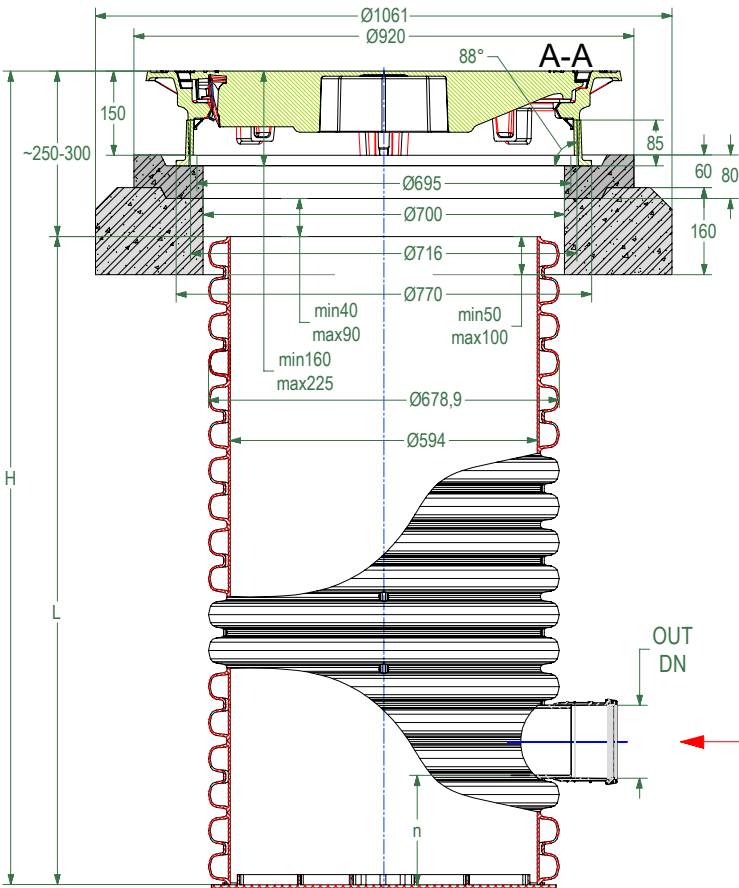 Ø1061
Ø920
A-A
88°
150
~250-300
85
60
80
Ø695
Ø700
160
Ø716
Ø770
min40
max90
min50
max100
min160
max225
Ø678,9
Ø594
H
L
OUT
DN
n